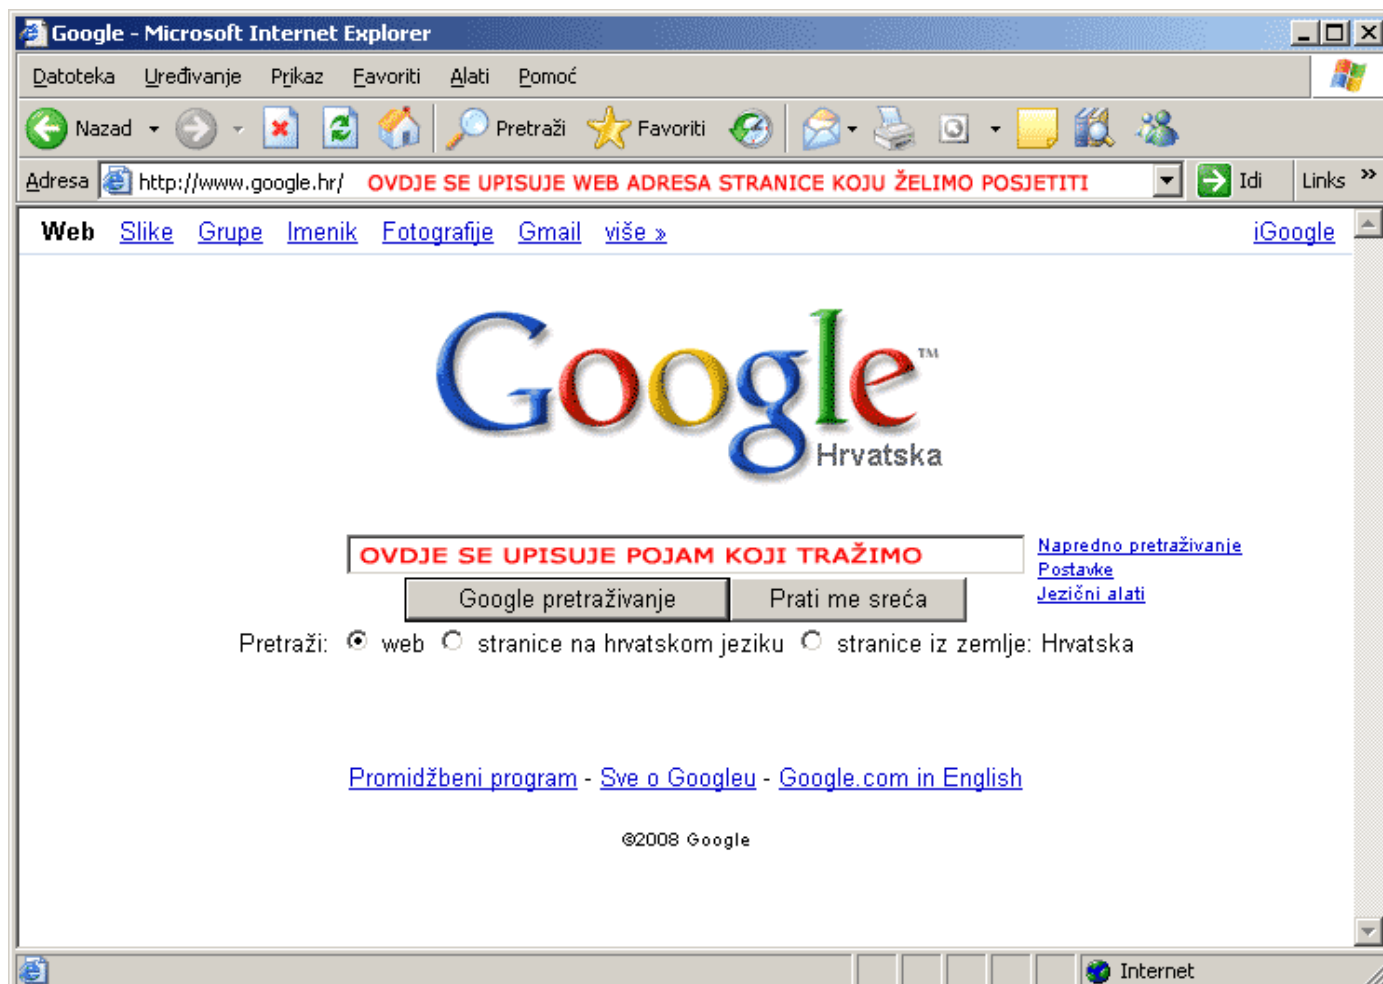 Google - Microsoft Internet Explorer
Datoteka Uređivanje Prikaz Favoriti Alati Pomoć
Nazad Pretraži Favoriti
Adresa http://www.google.hr/ OVDJE SE UPISUJE WEB ADRESA STRANICE KOJU ŽELIMO POSJETITI Idi Links »
Web Slike Grupe Imenik Fotografije Gmail više » iGoogle
Google™
Hrvatska
OVDJE SE UPISUJE POJAM KOJI TRAŽIMO
Napredno pretraživanje
Postavke
Jezični alati
Google pretraživanje Prati me sreća
Pretraži: web stranice na hrvatskom jeziku stranice iz zemlje: Hrvatska
Promidžbeni program - Sve o Googleu - Google.com in English
©2008 Google
Internet